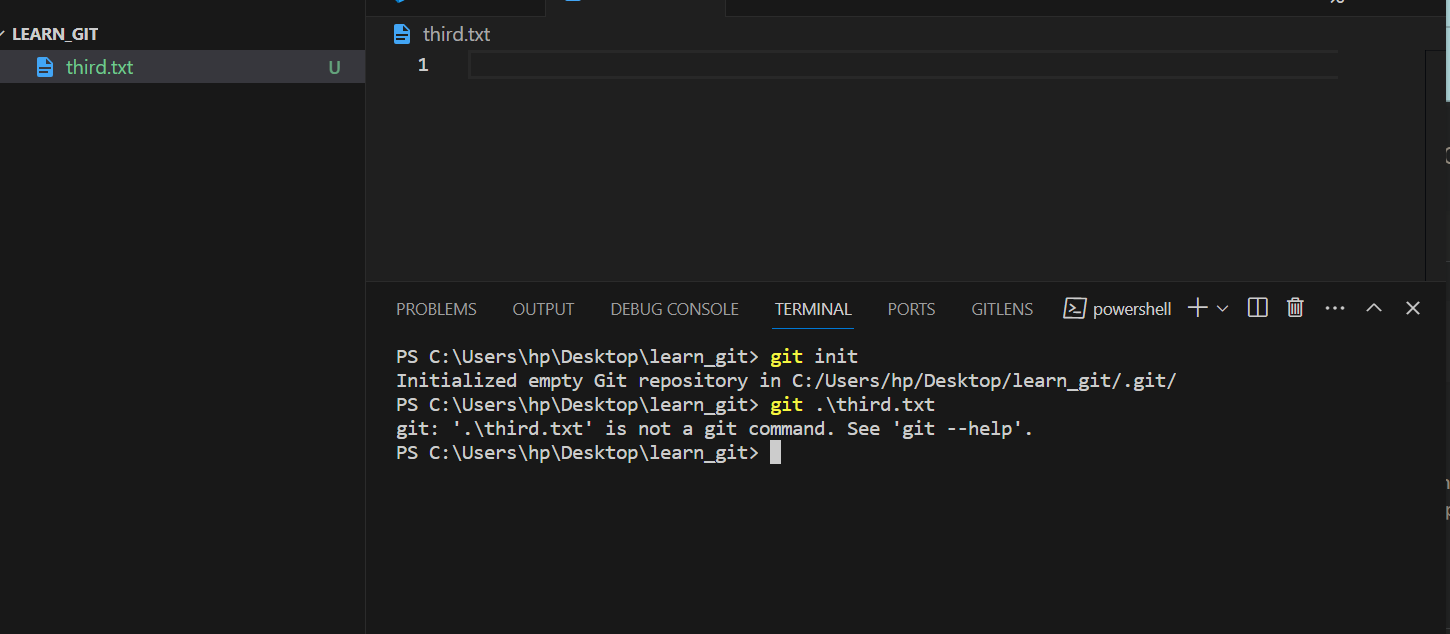 LEARN_GIT
third.txt U
third.txt
1
PROBLEMS OUTPUT DEBUG CONSOLE TERMINAL PORTS GITLENS powershell
PS C:\Users\hp\Desktop\learn_git> git init
Initialized empty Git repository in C:/Users/hp/Desktop/learn_git/.git/
PS C:\Users\hp\Desktop\learn_git> git .\third.txt
git: '.\third.txt' is not a git command. See 'git --help'.
PS C:\Users\hp\Desktop\learn_git>